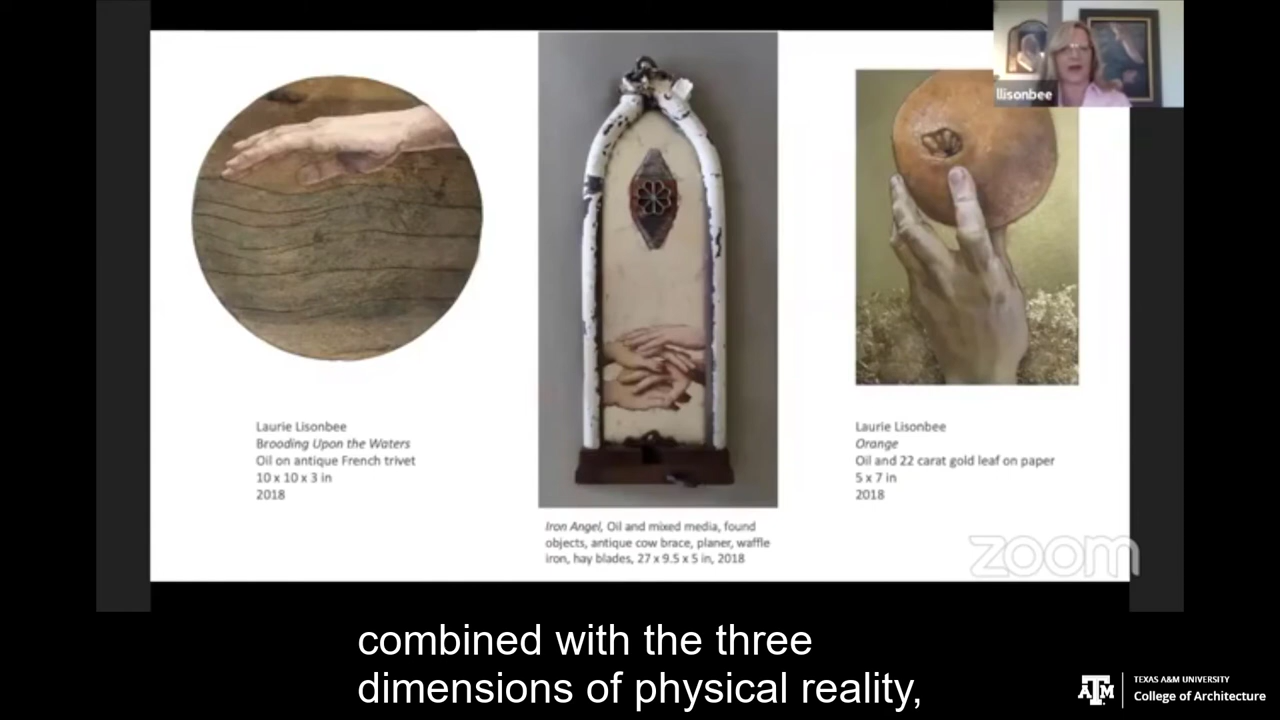 llisonbee
Laurie Lisonbee
Brooding Upon the Waters
Oil on antique French trivet
10 x 10 x 3 in
2018
Iron Angel, Oil and mixed media, found
objects, antique cow brace, planer, waffle
iron, hay blades, 27 x 9.5 x 5 in, 2018
Laurie Lisonbee
Orange
Oil and 22 carat gold leaf on paper
5 x 7 in
2018
zoom
combined with the three
dimensions of physical reality,
ATM
TEXAS A&M UNIVERSITY
College of Architecture